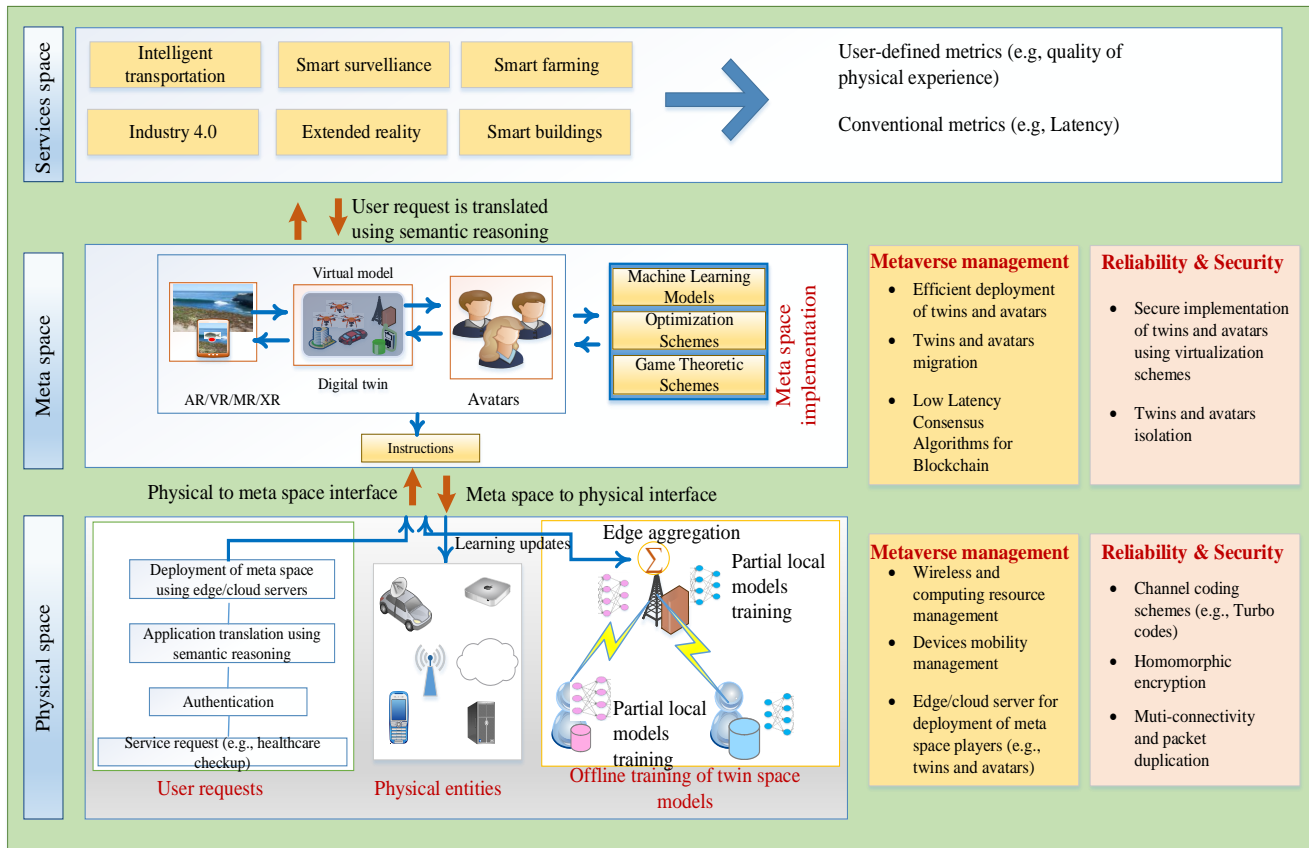 Services space
Intelligent
transportation
Smart survelliance
Smart farming
Industry 4.0
Extended reality
Smart buildings
User-defined metrics (e.g, quality of
physical experience)
Conventional metrics (e.g, Latency)
User request is translated
using semantic reasoning
Meta space
Virtual model
Digital twin
AR/VR/MR/XR
Avatars
Machine Learning
Models
Optimization
Schemes
Game Theoretic
Schemes
Meta space
implementation
Instructions
Metaverse management
• Efficient deployment
of twins and avatars
• Twins and avatars
migration
• Low Latency
Consensus
Algorithms for
Blockchain
Reliability & Security
• Secure implementation
of twins and avatars
using virtualization
schemes
• Twins and avatars
isolation
Physical to meta space interface
Meta space to physical interface
Physical space
Deployment of meta space
using edge/cloud servers
Application translation using
semantic reasoning
Authentication
Service request (e.g., healthcare
checkup)
User requests
Learning updates
Physical entities
Edge aggregation
Σ
Partial local
models
training
Partial local
models
training
Offline training of twin space
models
Metaverse management
• Wireless and
computing resource
management
• Devices mobility
management
• Edge/cloud server for
deployment of meta
space players (e.g.,
twins and avatars)
Reliability & Security
• Channel coding
schemes (e.g., Turbo
codes)
• Homomorphic
encryption
• Muti-connectivity
and packet
duplication